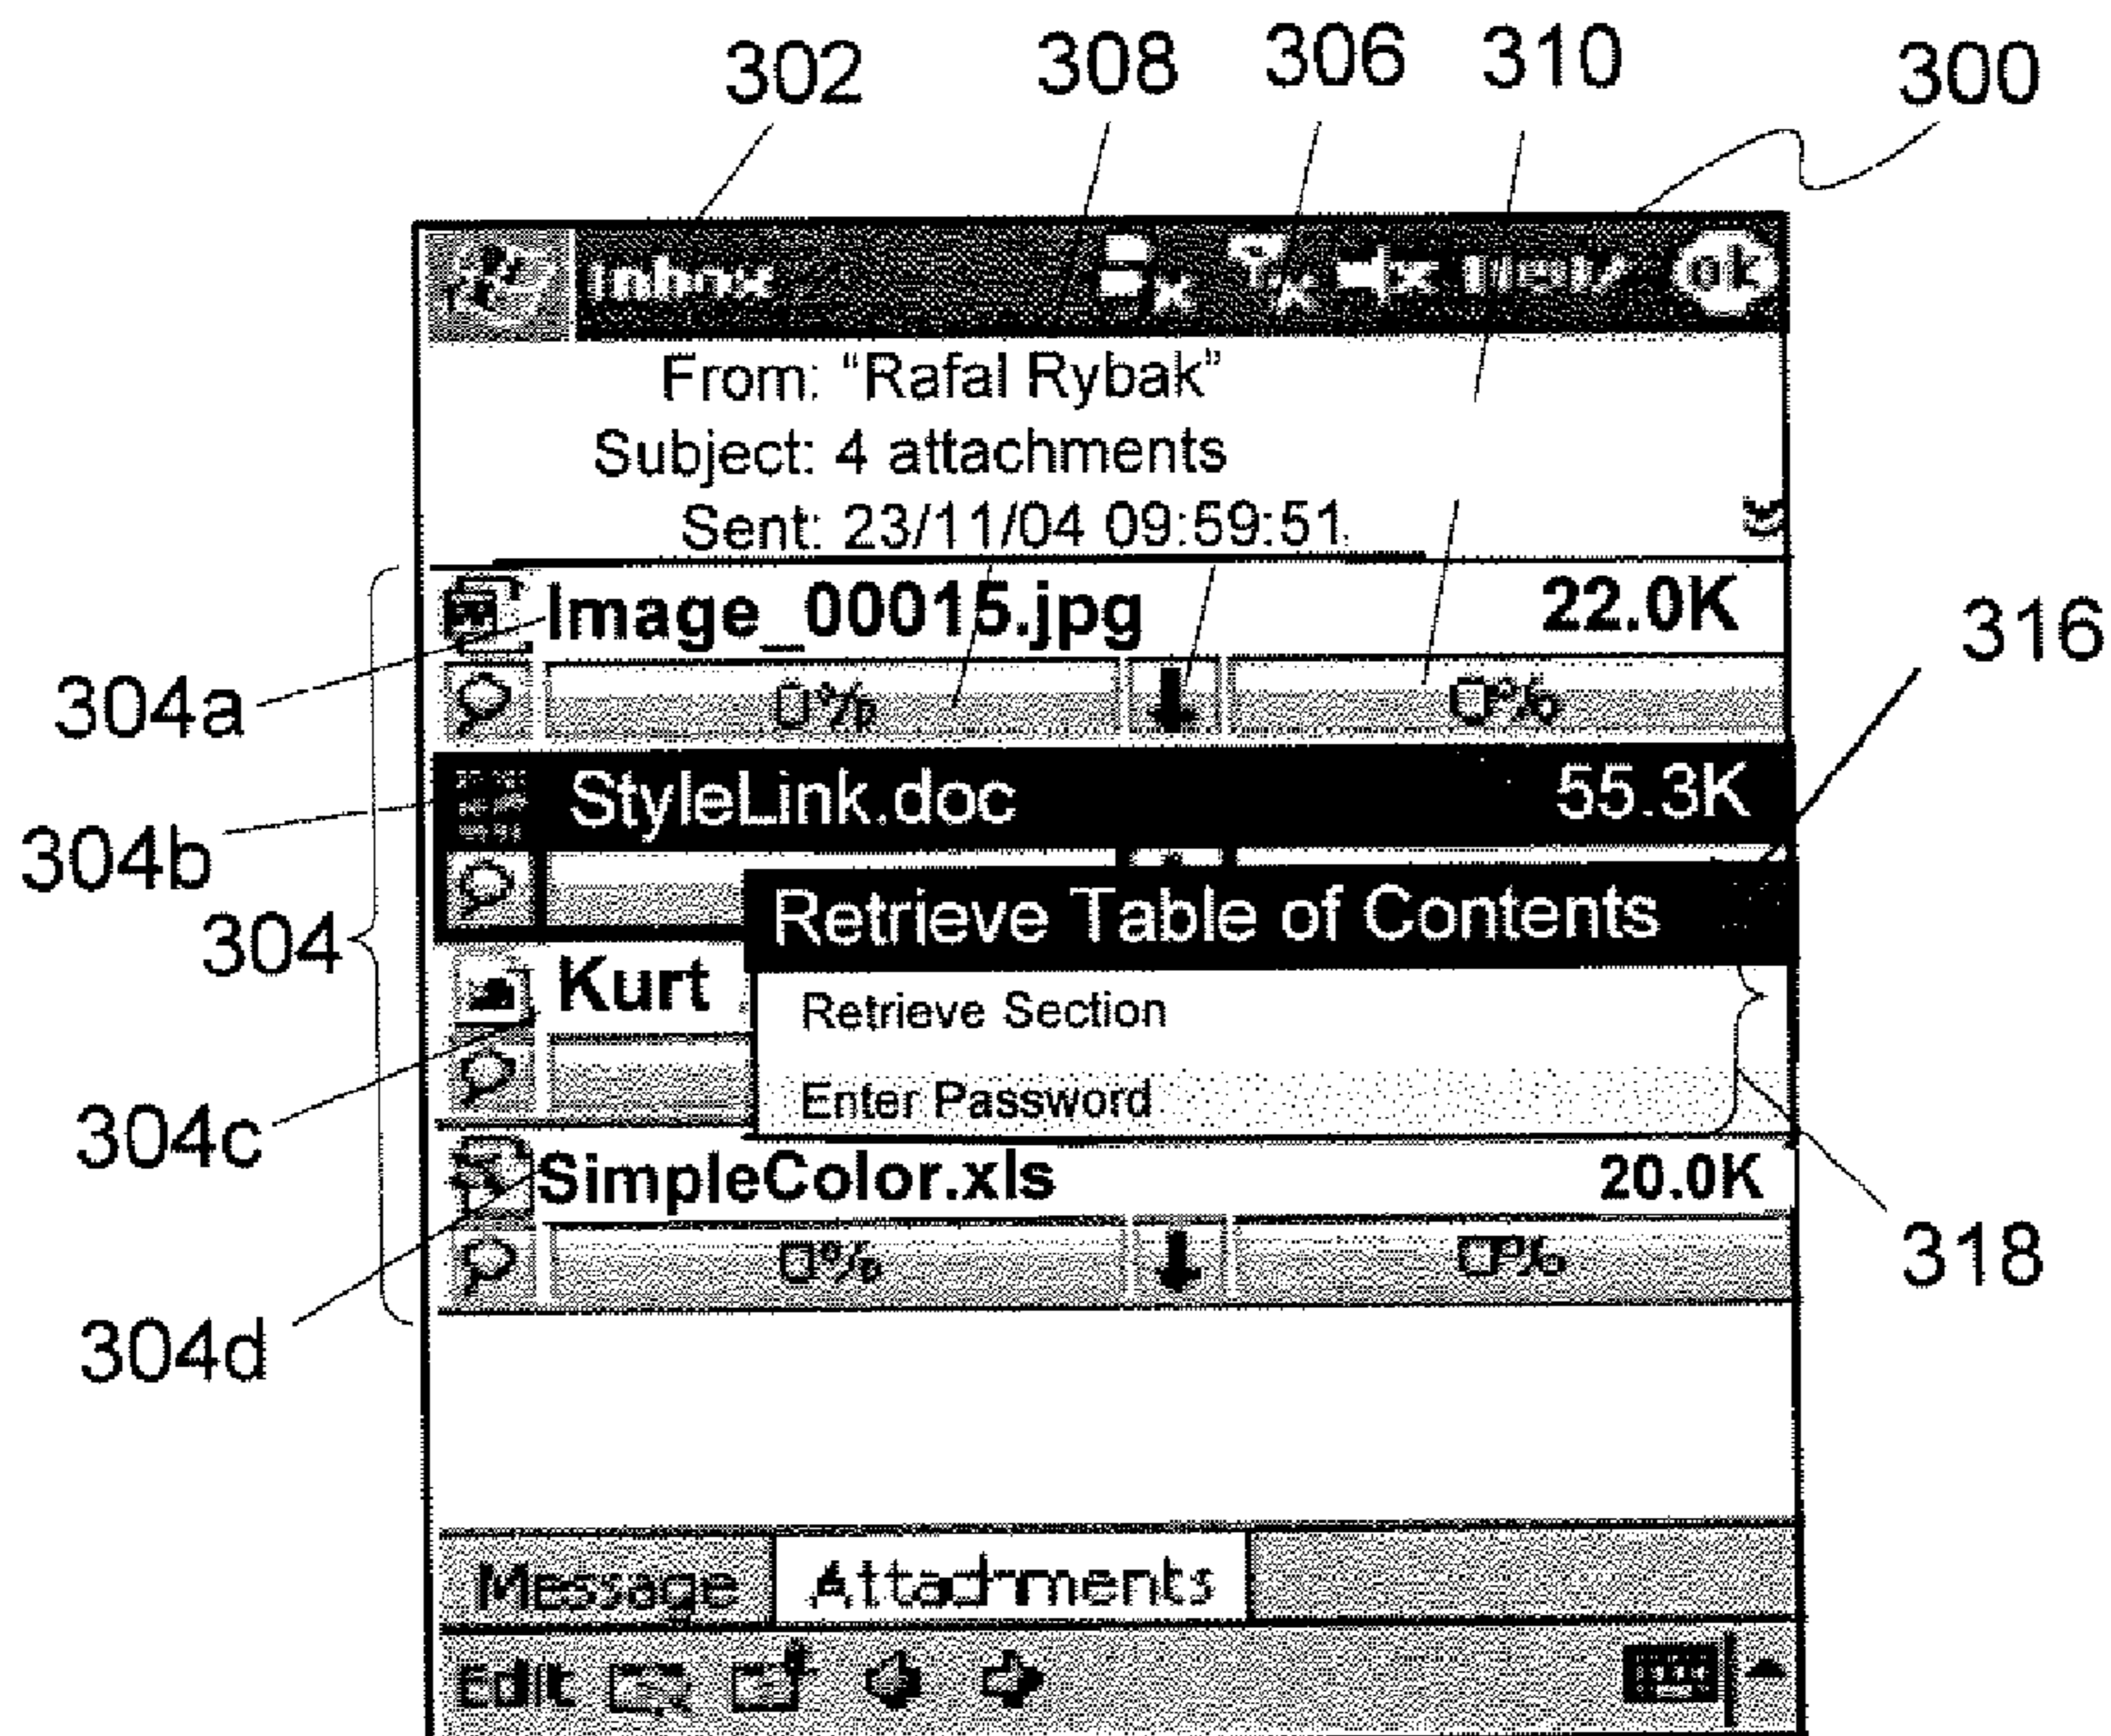 302 308 306 310 300
Inbox ok
From: “Rafal Rybak”
Subject: 4 attachments
Sent: 23/11/04 09:59:51
Image_00015.jpg 22.0K
316
304a
0% 0%
StyleLink.doc 55.3K
304b
Retrieve Table of Contents
304
Kurt
Retrieve Section
Enter Password
304c
SimpleColor.xls 20.0K
318
0% 0%
304d
Message Attachments
Edit